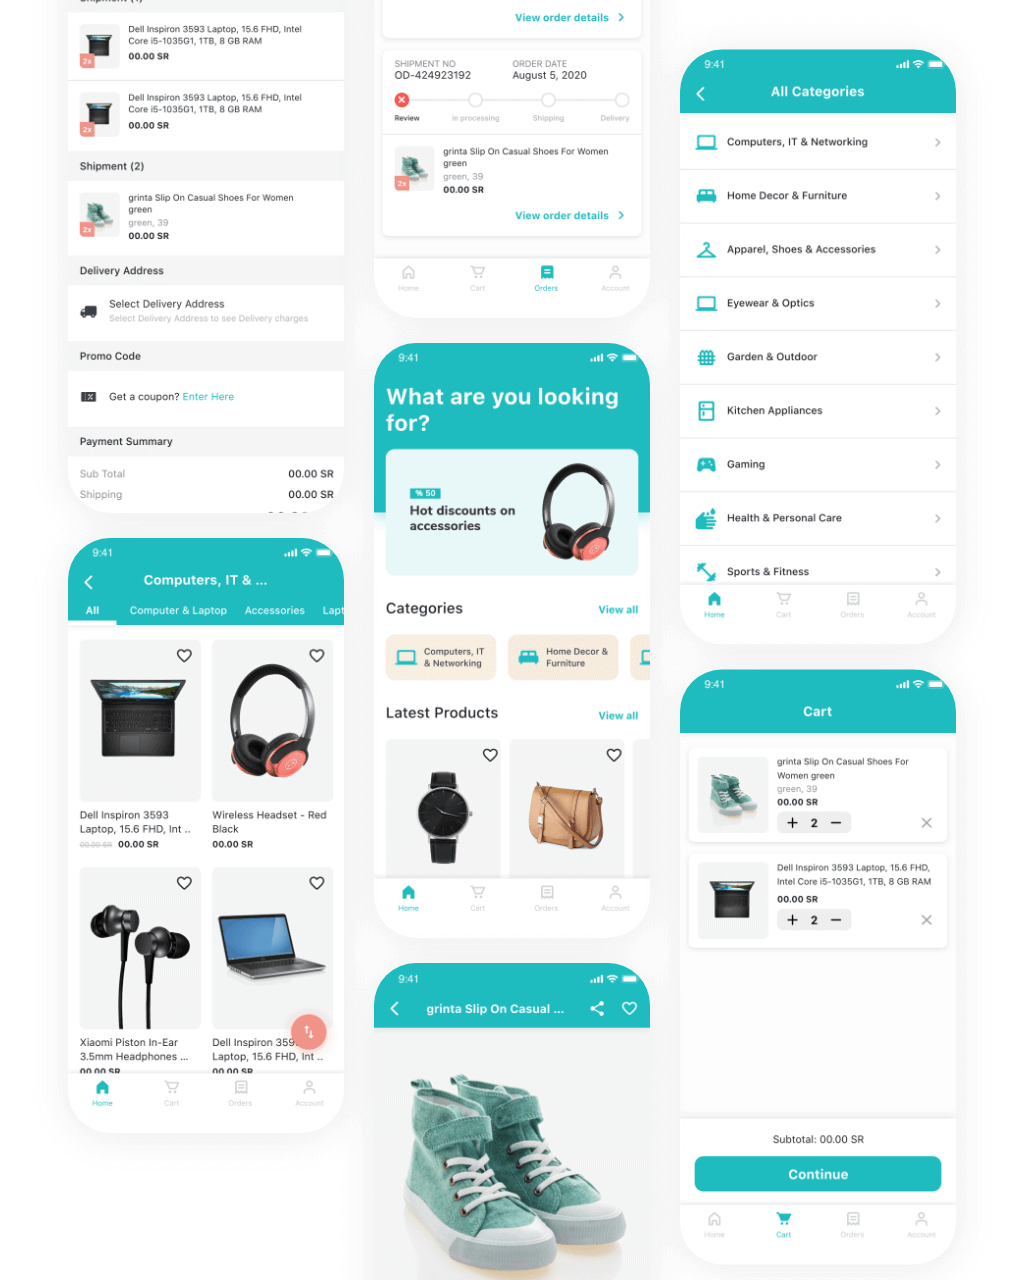 Shipment (1)
Dell Inspiron 3593 Laptop, 15.6 FHD, Intel
Core i5-1035G1, 1TB, 8 GB RAM
00.00 SR
2x
Dell Inspiron 3593 Laptop, 15.6 FHD, Intel
Core i5-1035G1, 1TB, 8 GB RAM
00.00 SR
2x
Shipment (2)
grinta Slip On Casual Shoes For Women
green
green, 39
00.00 SR
2x
Delivery Address
Select Delivery Address
Select Delivery Address to see Delivery charges
Promo Code
Get a coupon? Enter Here
Payment Summary
Sub Total 00.00 SR
Shipping 00.00 SR
9:41
Computers, IT & ...
All Computer & Laptop Accessories Lapt
Dell Inspiron 3593
Laptop, 15.6 FHD, Int ..
00.00 SR 00.00 SR
Wireless Headset - Red
Black
00.00 SR
Xiaomi Piston In-Ear
3.5mm Headphones ...
00.00 SR
Dell Inspiron 359
Laptop, 15.6 FHD, Int ..
00.00 SR
Home Cart Orders Account
View order details
SHIPMENT NO ORDER DATE
OD-424923192 August 5, 2020
Review in processing Shipping Delivery
grinta Slip On Casual Shoes For Women
green
green, 39
00.00 SR
2x
View order details
Home Cart Orders Account
9:41
What are you looking
for?
% 50
Hot discounts on
accessories
Categories View all
Computers, IT
& Networking
Home Decor &
Furniture
Latest Products View all
Home Cart Orders Account
9:41
grinta Slip On Casual ...
9:41
All Categories
Computers, IT & Networking
Home Decor & Furniture
Apparel, Shoes & Accessories
Eyewear & Optics
Garden & Outdoor
Kitchen Appliances
Gaming
Health & Personal Care
Sports & Fitness
Home Cart Orders Account
9:41
Cart
grinta Slip On Casual Shoes For
Women green
green, 39
00.00 SR
+ 2 −
Dell Inspiron 3593 Laptop, 15.6 FHD,
Intel Core i5-1035G1, 1TB, 8 GB RAM
00.00 SR
+ 2 −
Subtotal: 00.00 SR
Continue
Home Cart Orders Account